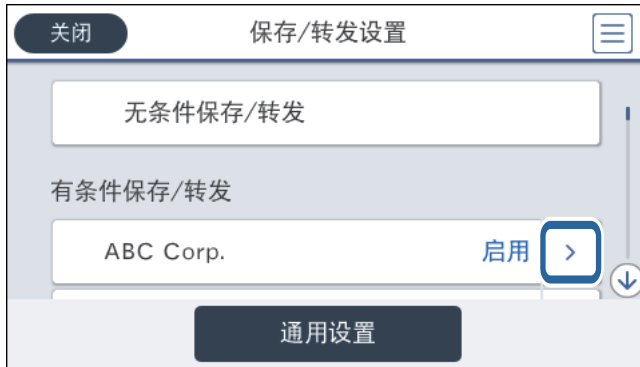 关闭
保存/转发设置
无条件保存/转发
有条件保存/转发
ABC Corp.
启用
通用设置